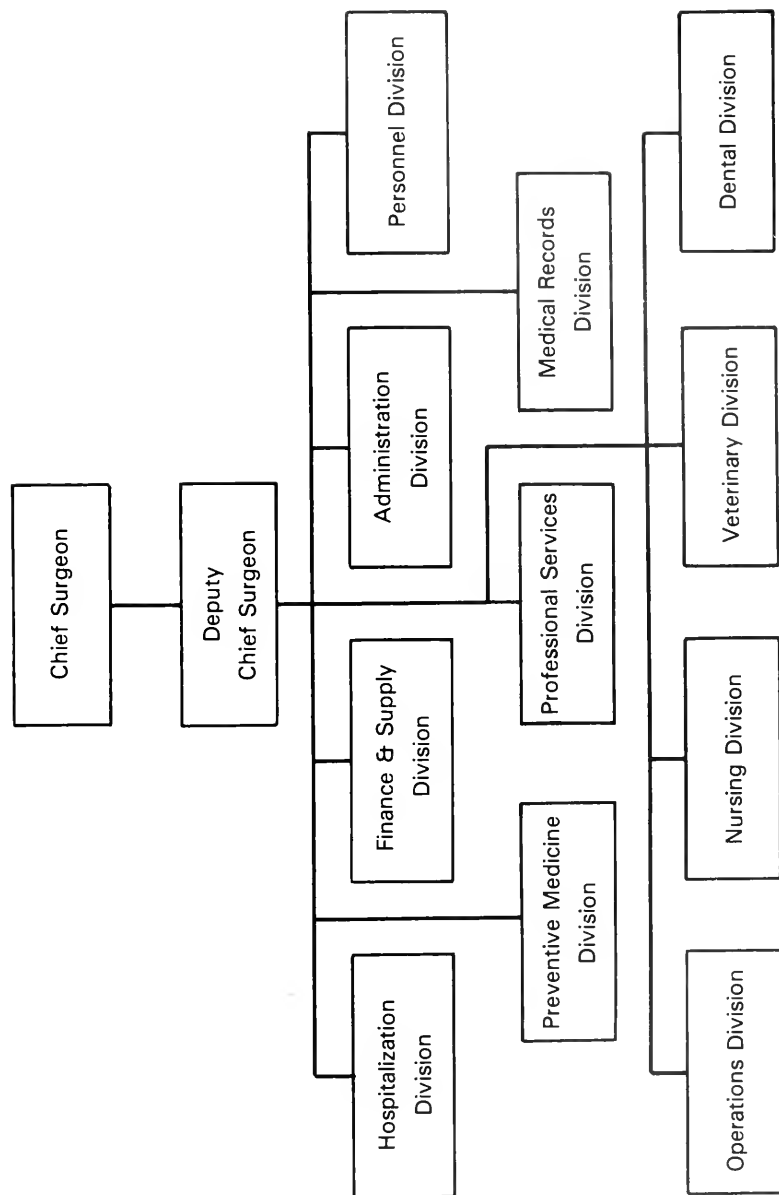 Chief Surgeon
Deputy
Chief Surgeon
Hospitalization
Division
Finance & Supply
Division
Administration
Division
Personnel Division
Preventive Medicine
Division
Professional Services
Division
Medical Records
Division
Operations Division
Nursing Division
Veterinary Division
Dental Division